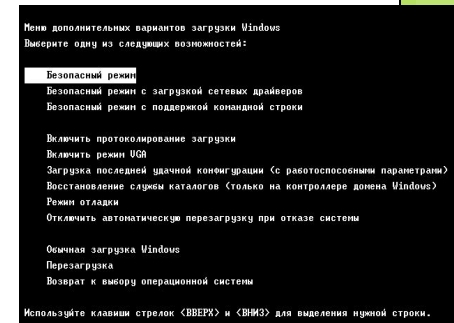 Меню дополнительных вариантов загрузки Windows
Выберите одну из следующих возможностей:
Безопасный режим
Безопасный режим с загрузкой сетевых драйверов
Безопасный режим с поддержкой командной строки
Включить протоколирование загрузки
Включить режим VGA
Загрузка последней удачной конфигурации (с работоспособными параметрами)
Восстановление службы каталогов (только на контроллере домена Windows)
Режим отладки
Отключить автоматическую перезагрузку при отказе системы
Обычная загрузка Windows
Перезагрузка
Возврат к выбору операционной системы
Используйте клавиши стрелок <ВВЕРХ> и <ВНИЗ> для выделения нужной строки.